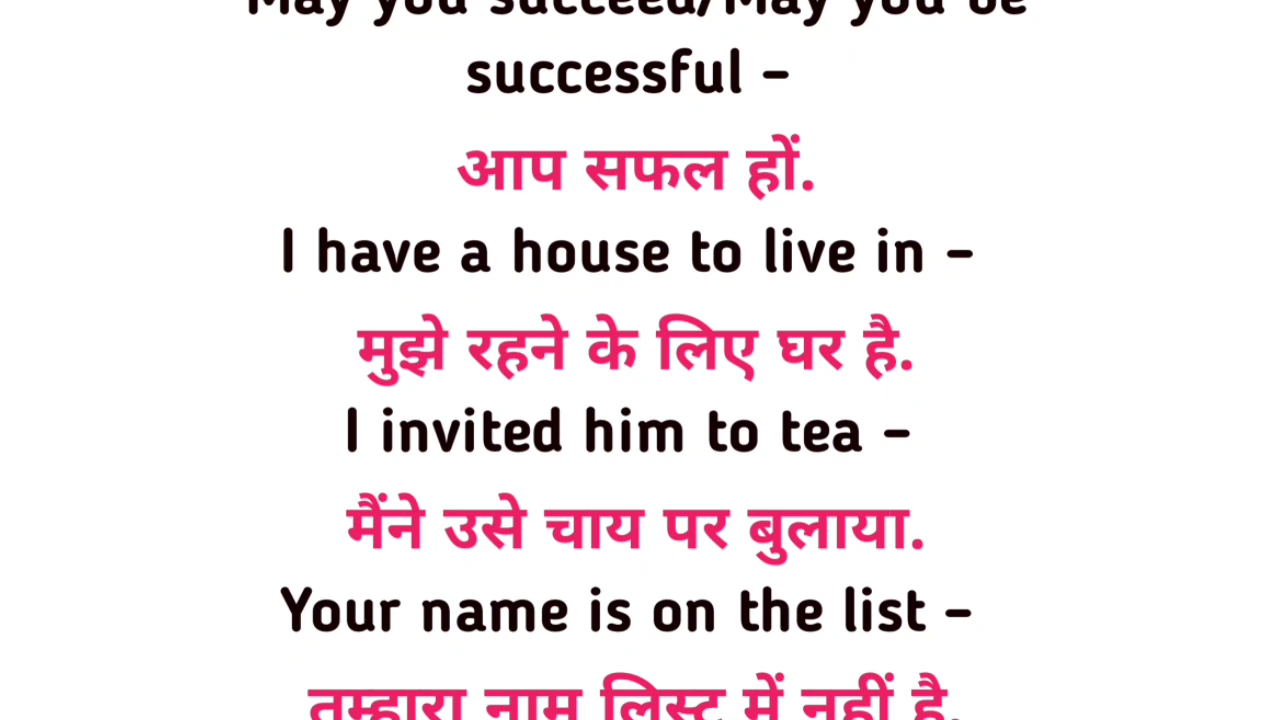 May you succeed/May you be
successful –
आप सफल हों.
I have a house to live in –
मुझे रहने के लिए घर है.
I invited him to tea –
मैंने उसे चाय पर बुलाया.
Your name is on the list –
तुम्हारा नाम लिस्ट में नहीं है.